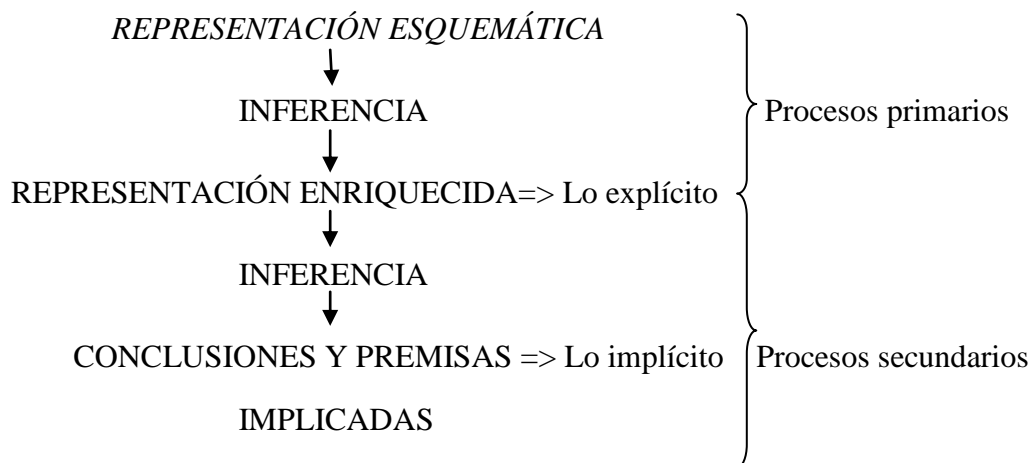 REPRESENTACIÓN ESQUEMÁTICA
INFERENCIA
Procesos primarios
REPRESENTACIÓN ENRIQUECIDA=> Lo explícito
INFERENCIA
CONCLUSIONES Y PREMISAS => Lo implícito
Procesos secundarios
IMPLICADAS